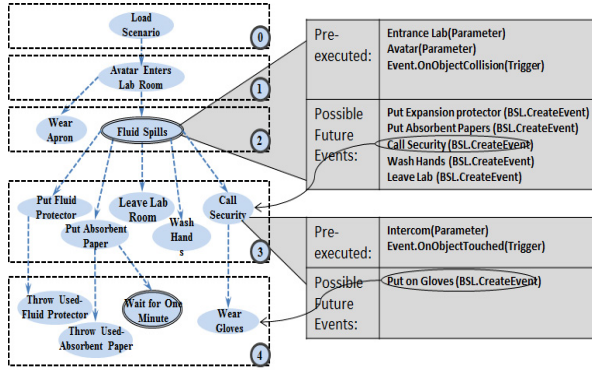 Load
Scenario
0
Avatar Enters
Lab Room
1
Wear
Apron
Fluid Spills
2
Put Fluid
Protector
Put Absorbent
Paper
Leave Lab
Room
Wash
Hand
s
Call
Security
3
Throw Used-
Fluid Protector
Throw Used-
Absorbent Paper
Wait for One
Minute
Wear
Gloves
4
Pre-
executed:
Entrance Lab(Parameter)
Avatar(Parameter)
Event.OnObjectCollision(Trigger)
Possible
Future
Events:
Put Expansion protector (BSL.CreateEvent)
Put Absorbent Papers (BSL.CreateEvent)
Call Security (BSL.CreateEvent)
Wash Hands (BSL.CreateEvent)
Leave Lab (BSL.CreateEvent)
Pre-
executed:
Intercom(Parameter)
Event.OnObjectTouched(Trigger)
Possible
Future
Events:
Put on Gloves (BSL.CreateEvent)